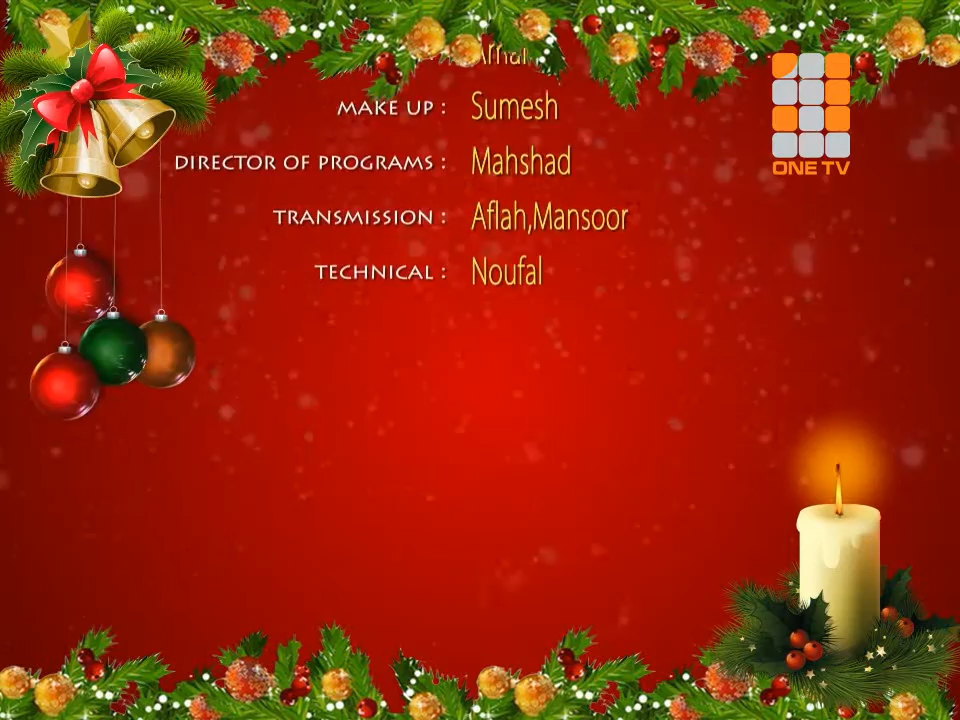 MAKE UP : Sumesh
DIRECTOR OF PROGRAMS : Mahshad
TRANSMISSION : Aflah,Mansoor
TECHNICAL : Noufal
ONE TV